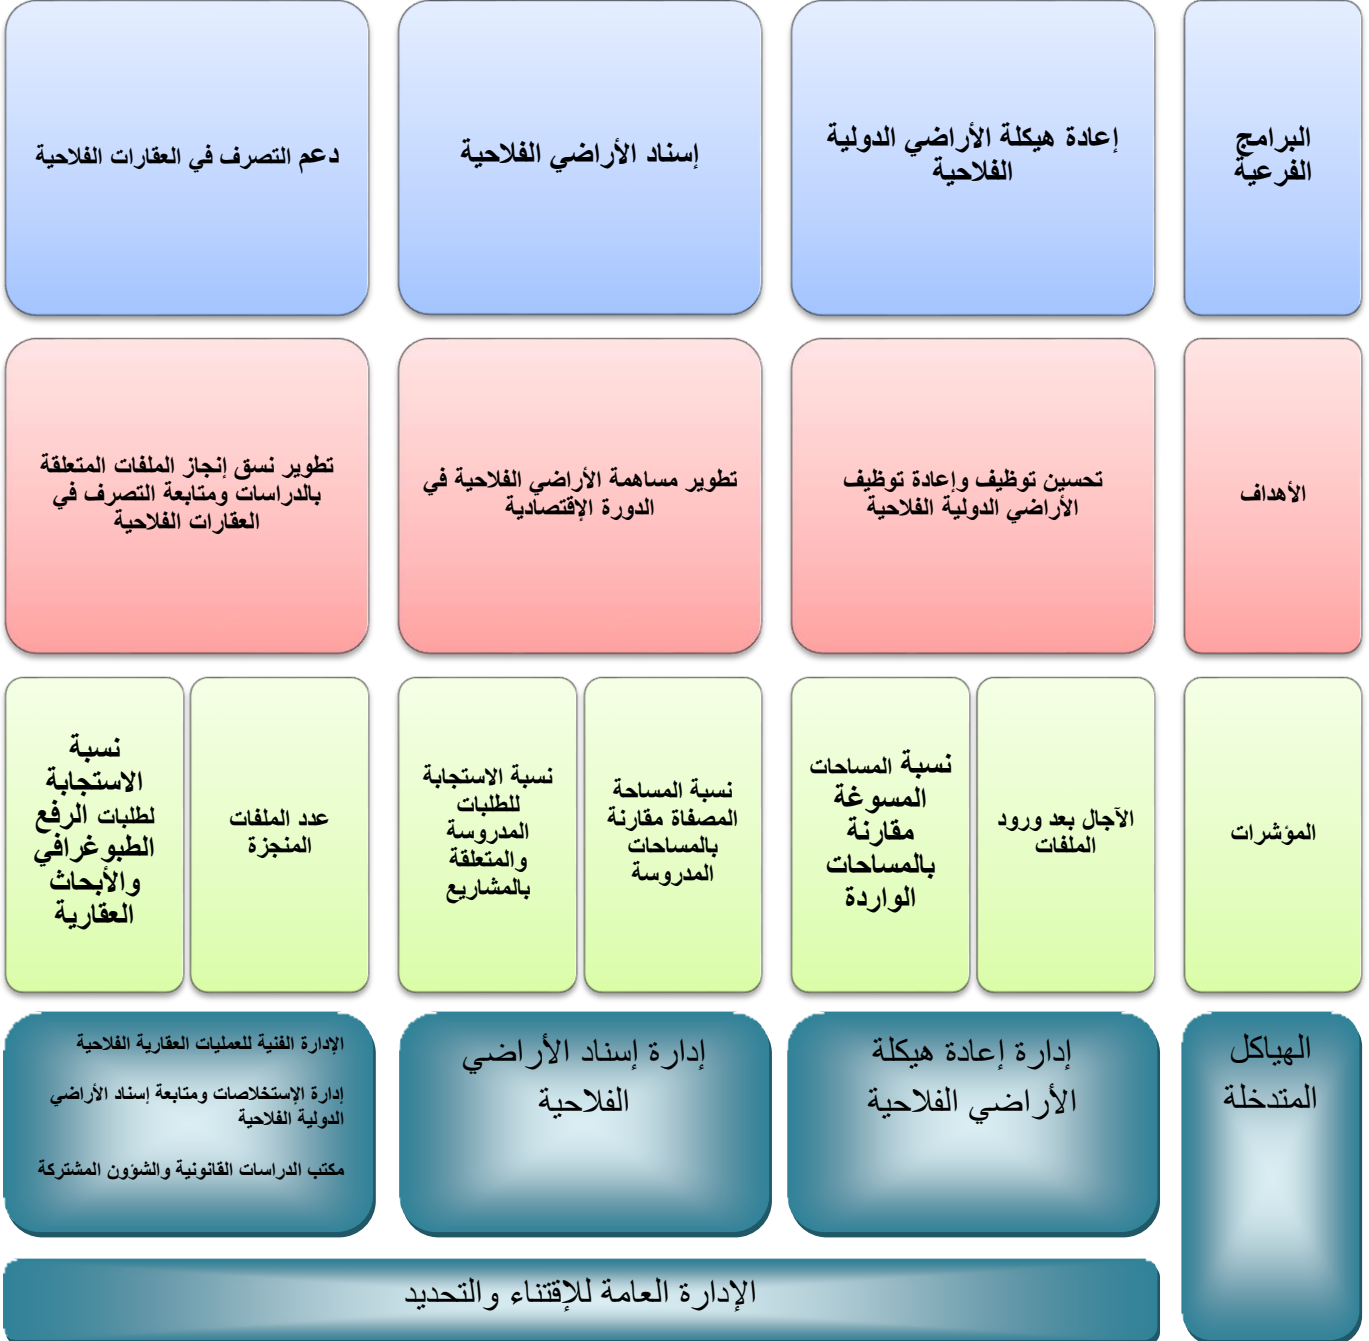 البرامج
الفرعية
إعادة هيكلة الأراضي الدولية
الفلاحية
إسناد الأراضي الفلاحية
دعم التصرف في العقارات الفلاحية
الأهداف
تحسين توظيف وإعادة توظيف
الأراضي الدولية الفلاحية
تطوير مساهمة الأراضي الفلاحية في
الدورة الإقتصادية
تطوير نسق إنجاز الملفات المتعلقة
بالدراسات ومتابعة التصرف في
العقارات الفلاحية
المؤشرات
الآجال بعد ورود
الملفات
نسبة المساحات
المسوغة
مقارنة
بالمساحات
الواردة
نسبة المساحة
المصفاة مقارنة
بالمساحات
المدروسة
نسبة الاستجابة
للطلبات
المدروسة
والمتعلقة
بالمشاريع
عدد الملفات
المنجزة
نسبة
الاستجابة
لطلبات الرفع
الطبوغرافي
والأبحاث
العقارية
الهياكل
المتدخلة
إدارة إعادة هيكلة
الأراضي الفلاحية
إدارة إسناد الأراضي
الفلاحية
الإدارة الفنية للعمليات العقارية الفلاحية
إدارة الإستخلاصات ومتابعة إسناد الأراضي
الدولية الفلاحية
مكتب الدراسات القانونية والشؤون المشتركة
الإدارة العامة للإقتناء والتحديد